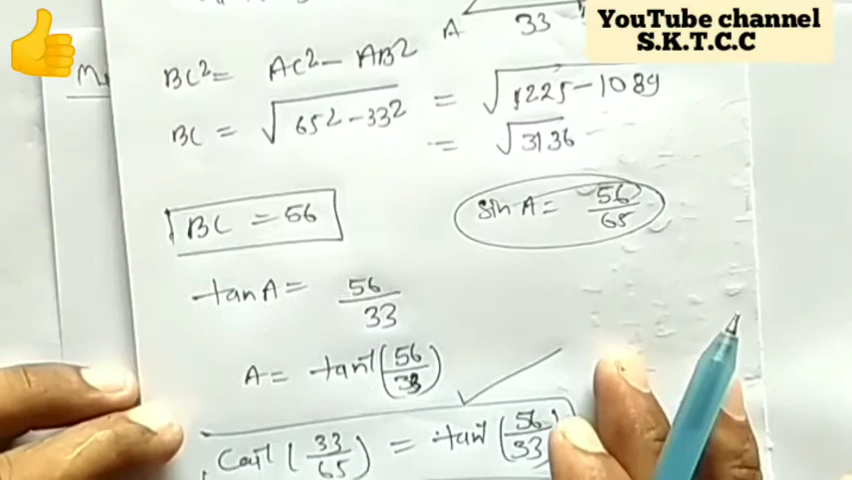 YouTube channel
S.K.T.C.C
A 33
BC² = AC² - AB²
BC = √65² - 33² = √1225 - 1089
= √3136
BC = 56
sin A = 56/65
tan A = 56/33
A = tan⁻¹(56/33)
Cos⁻¹(33/65) = tan⁻¹(56/33)